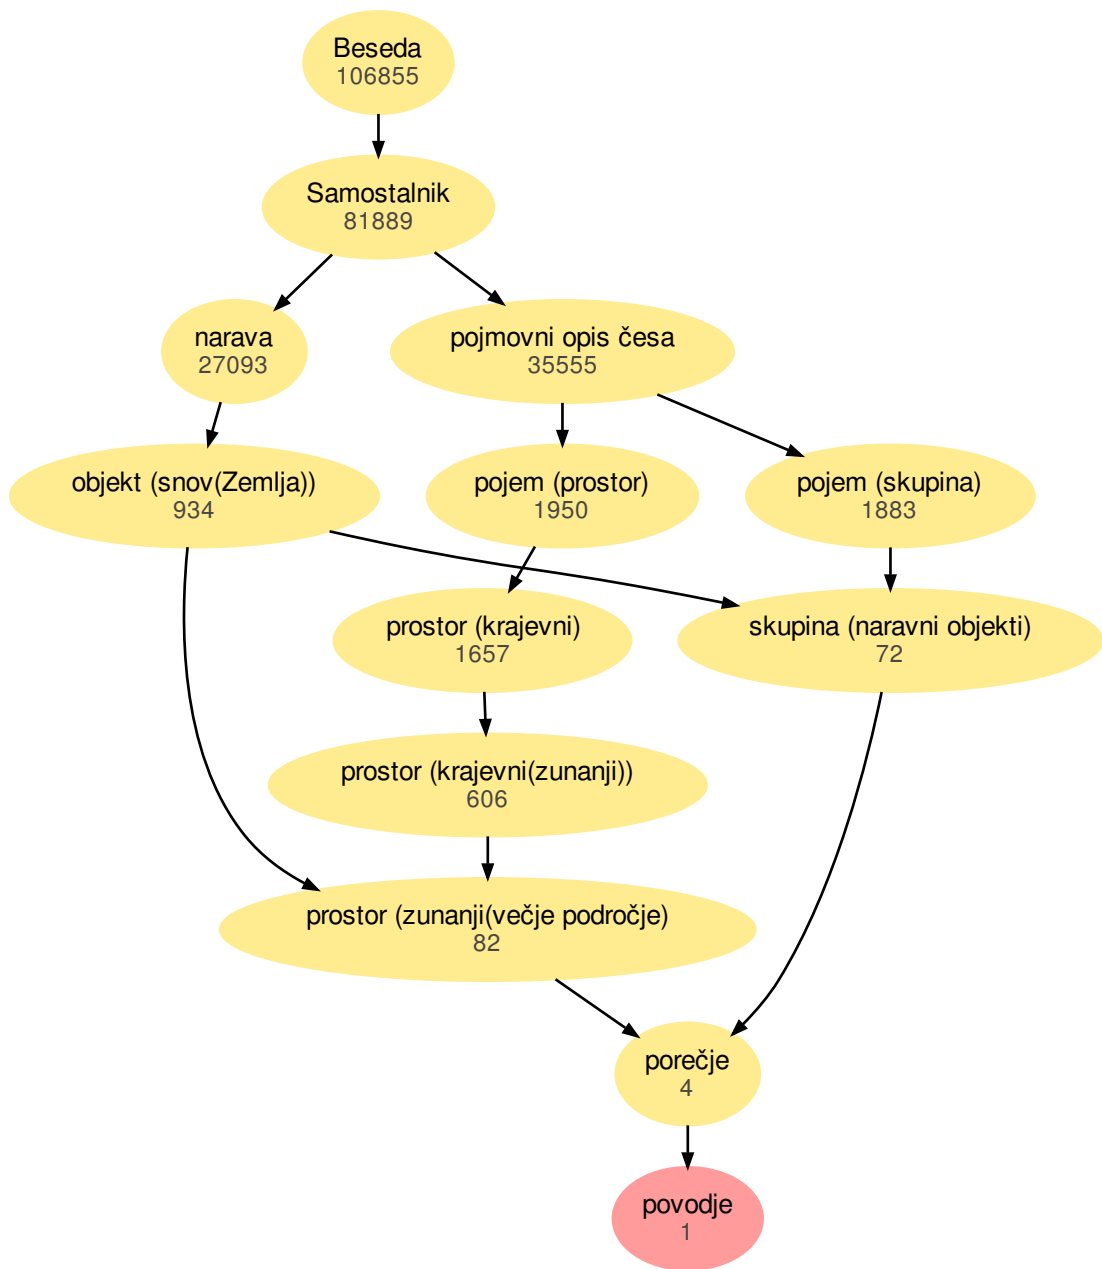 Beseda
106855
Samostalnik
81889
narava
27093
pojmovni opis česa
35555
objekt (snov(Zemlja))
934
pojem (prostor)
1950
pojem (skupina)
1883
prostor (krajevni)
1657
skupina (naravni objekti)
72
prostor (krajevni(zunanji))
606
prostor (zunanji(večje področje)
82
porečje
4
povodje
1